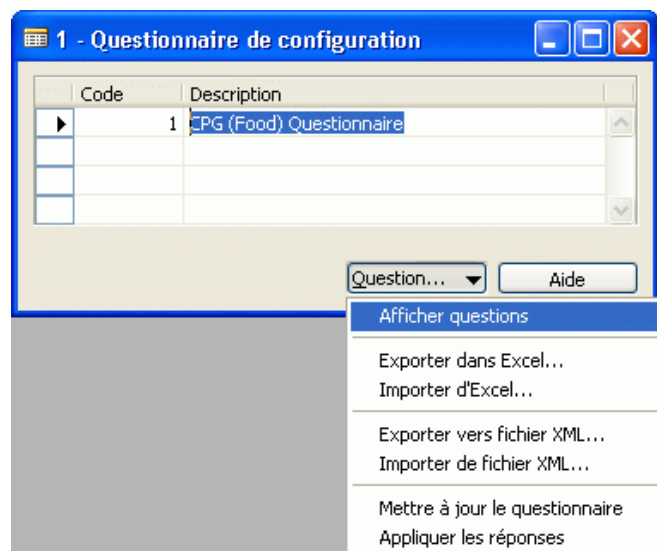 1 - Questionnaire de configuration
Code Description
1 CPG (Food) Questionnaire
Question... Aide
Afficher questions
Exporter dans Excel...
Importer d'Excel...
Exporter vers fichier XML...
Importer de fichier XML...
Mettre à jour le questionnaire
Appliquer les réponses